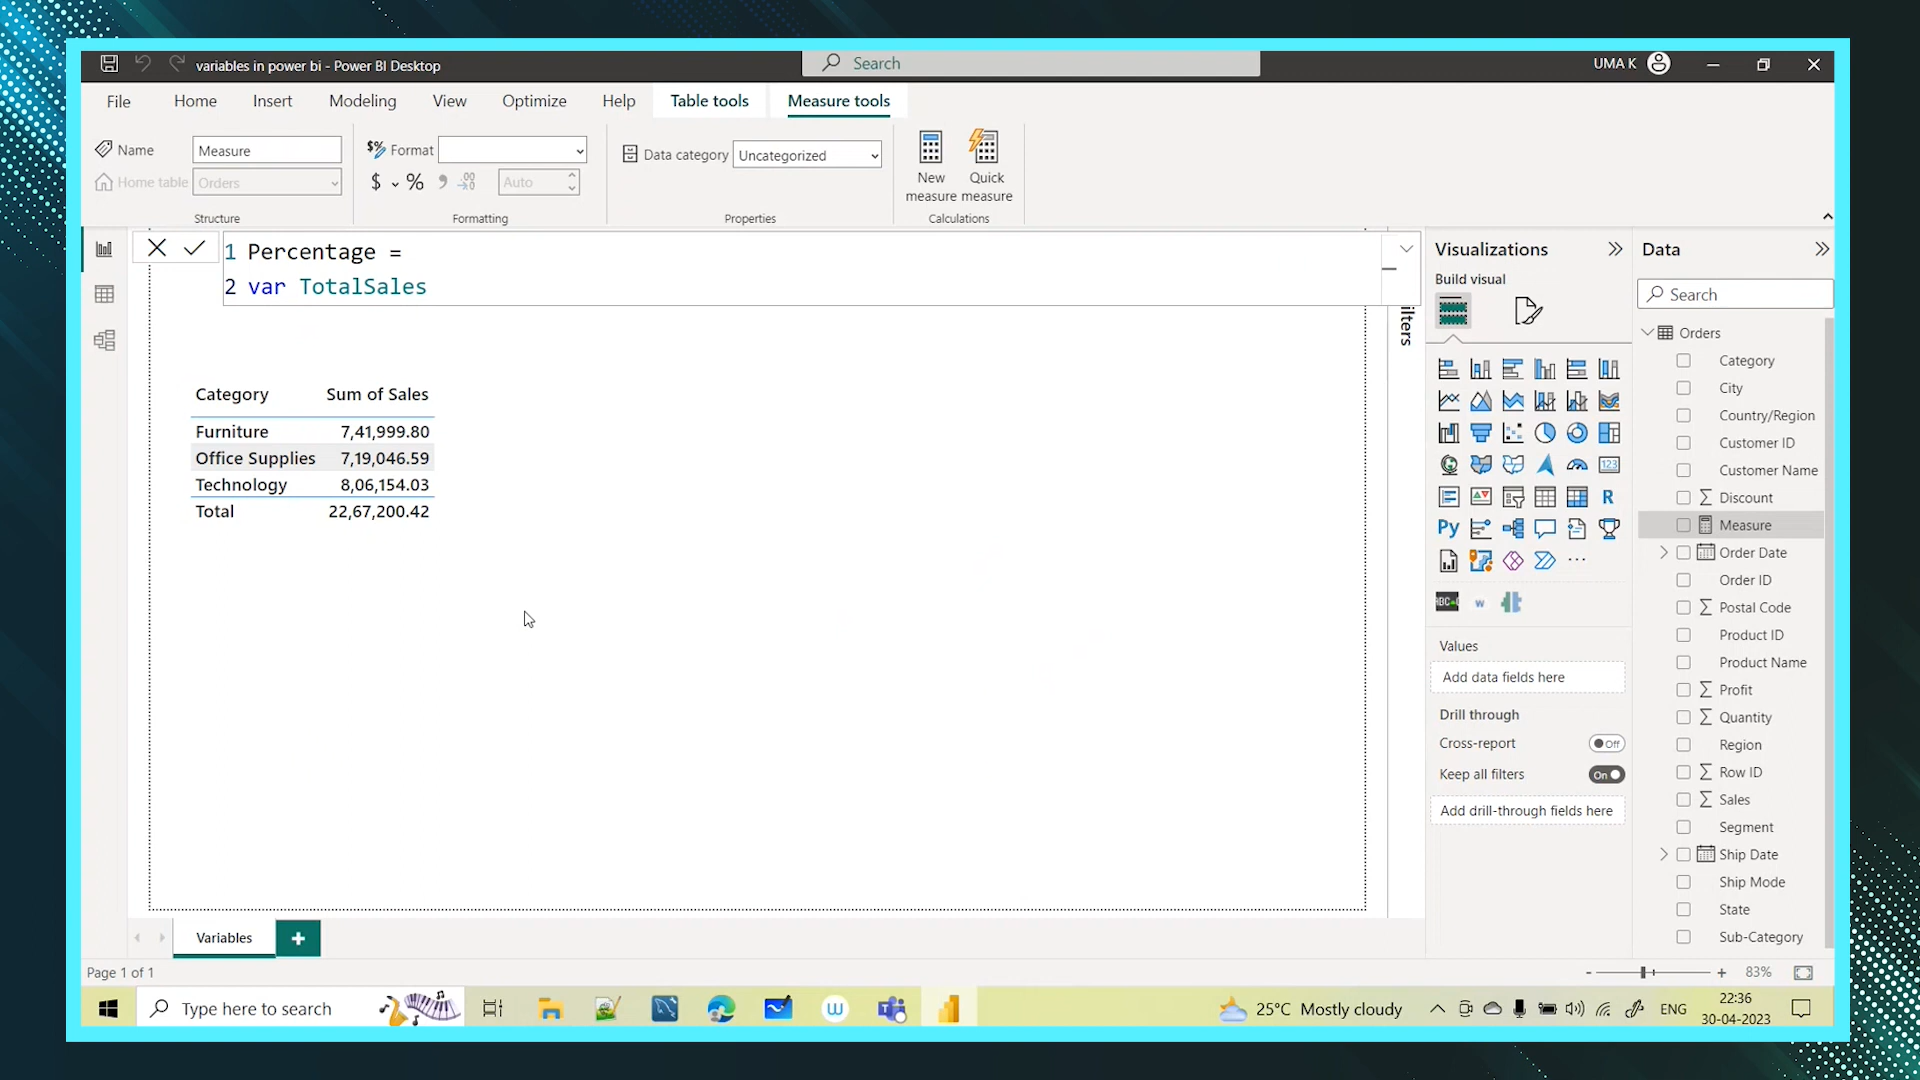 variables in power bi - Power BI Desktop
Search
UMA K
File
Home
Insert
Modeling
View
Optimize
Help
Table tools
Measure tools
Name
Measure
Home table
Orders
Structure
Format
$
%
Auto
Formatting
Data category
Uncategorized
Properties
New measure
Quick measure
Calculations
1 Percentage =
2 var TotalSales
Category Sum of Sales
Furniture 7,41,999.80
Office Supplies 7,19,046.59
Technology 8,06,154.03
Total 22,67,200.42
Filters
Visualizations
Build visual
123
R
Py
ABC
W
Values
Add data fields here
Drill through
Cross-report
Off
Keep all filters
On
Add drill-through fields here
Data
Search
Orders
Category
City
Country/Region
Customer ID
Customer Name
Discount
Measure
Order Date
Order ID
Postal Code
Product ID
Product Name
Profit
Quantity
Region
Row ID
Sales
Segment
Ship Date
Ship Mode
State
Sub-Category
Variables
+
Page 1 of 1
- + 83%
Type here to search
W
25°C Mostly cloudy
ENG
22:36
30-04-2023